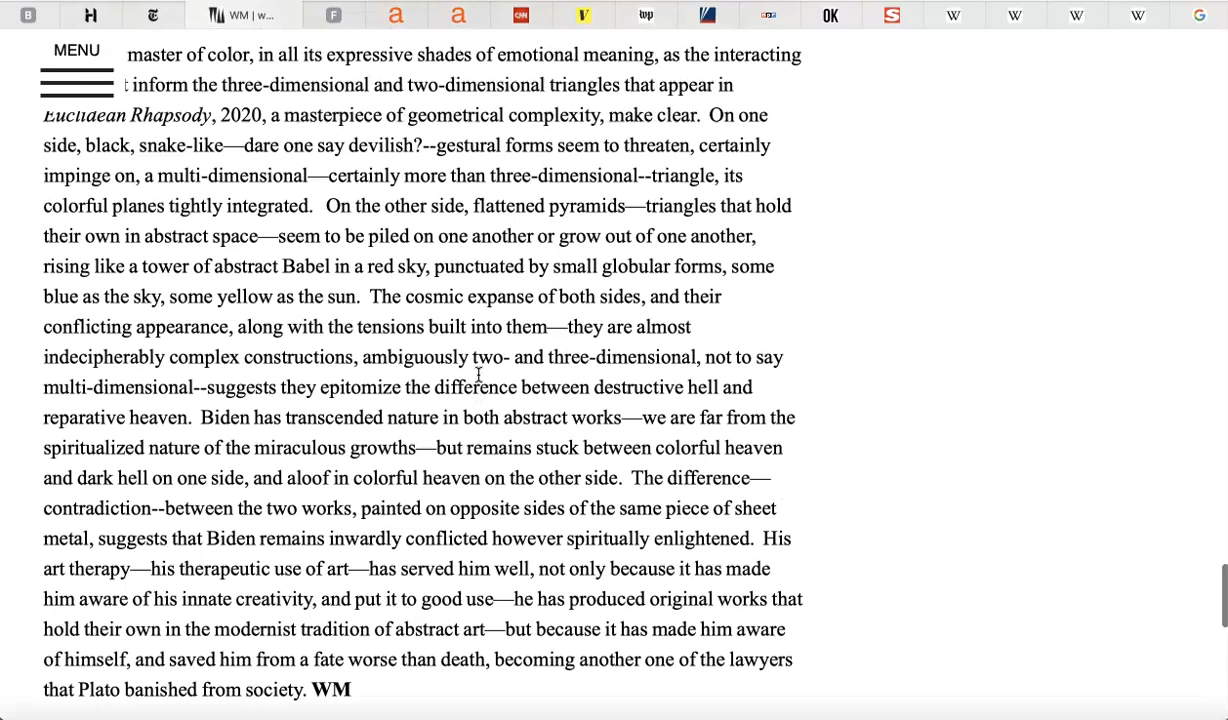 B H T WM | w... F a a CNN V wp OK S W W W W G
MENU
master of color, in all its expressive shades of emotional meaning, as the interacting
t inform the three-dimensional and two-dimensional triangles that appear in
Euclidean Rhapsody, 2020, a masterpiece of geometrical complexity, make clear.  On one
side, black, snake-like—dare one say devilish?--gestural forms seem to threaten, certainly
impinge on, a multi-dimensional—certainly more than three-dimensional--triangle, its
colorful planes tightly integrated.   On the other side, flattened pyramids—triangles that hold
their own in abstract space—seem to be piled on one another or grow out of one another,
rising like a tower of abstract Babel in a red sky, punctuated by small globular forms, some
blue as the sky, some yellow as the sun.  The cosmic expanse of both sides, and their
conflicting appearance, along with the tensions built into them—they are almost
indecipherably complex constructions, ambiguously two- and three-dimensional, not to say
multi-dimensional--suggests they epitomize the difference between destructive hell and
reparative heaven.  Biden has transcended nature in both abstract works—we are far from the
spiritualized nature of the miraculous growths—but remains stuck between colorful heaven
and dark hell on one side, and aloof in colorful heaven on the other side.  The difference—
contradiction--between the two works, painted on opposite sides of the same piece of sheet
metal, suggests that Biden remains inwardly conflicted however spiritually enlightened.  His
art therapy—his therapeutic use of art—has served him well, not only because it has made
him aware of his innate creativity, and put it to good use—he has produced original works that
hold their own in the modernist tradition of abstract art—but because it has made him aware
of himself, and saved him from a fate worse than death, becoming another one of the lawyers
that Plato banished from society. WM